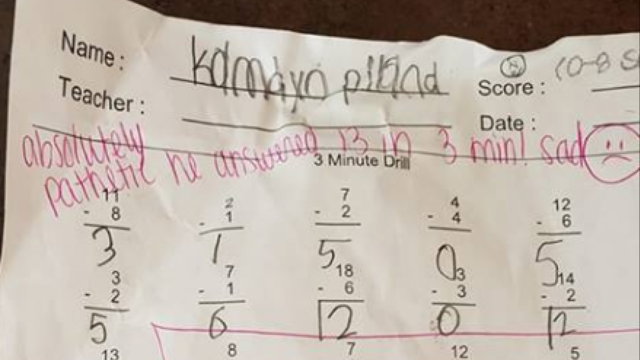 Name : Kamdyn Piland
Score : 10-8
Teacher :
Date :
absolutely
pathetic he answered 13 in 3 min! sad
3 Minute Drill
11 2 7 4 12
- 8 - 1 - 2 - 4 - 6
3 1 5 0 5
3 7 18 3 14
- 2 - 1 - 6 - 3 - 2
5 6 12 0 12
13 8 7 12 5